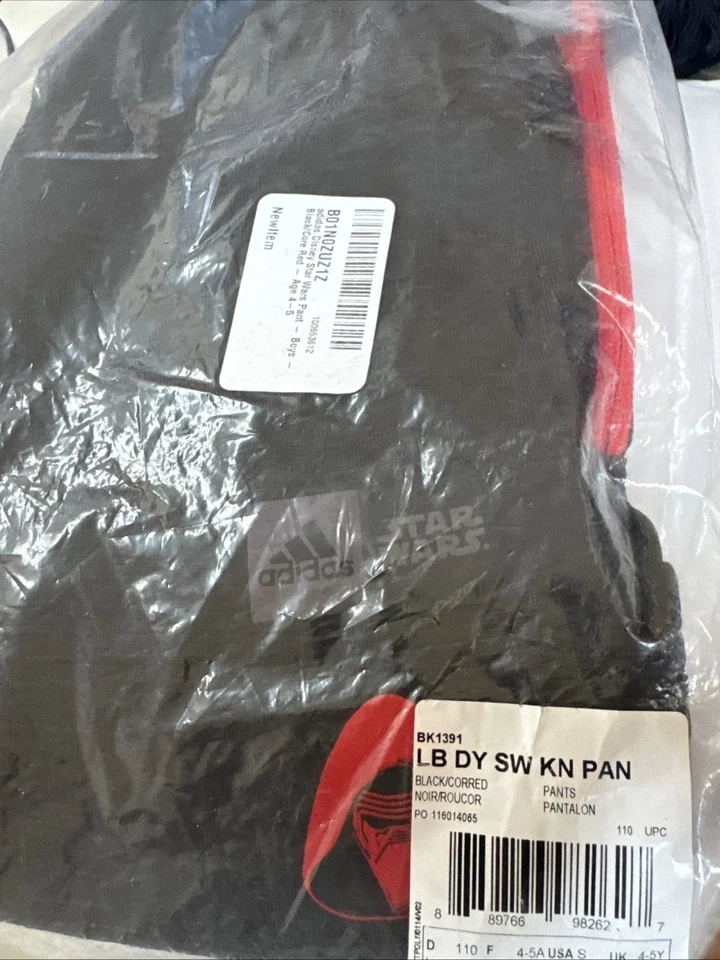 B01N0ZUZ1Z
100653612
adidas Disney Star Wars Pant – Boys –
Black/Core Red – Age 4-5
NewItem
adidas
STAR
WARS.
BK1391
LB DY SW KN PAN
BLACK/CORRED PANTS
NOIR/ROUCOR PANTALON
PO 116014065
110 UPC
8 89766 98262 7
D 110 F 4-5A USA S UK 4-5Y